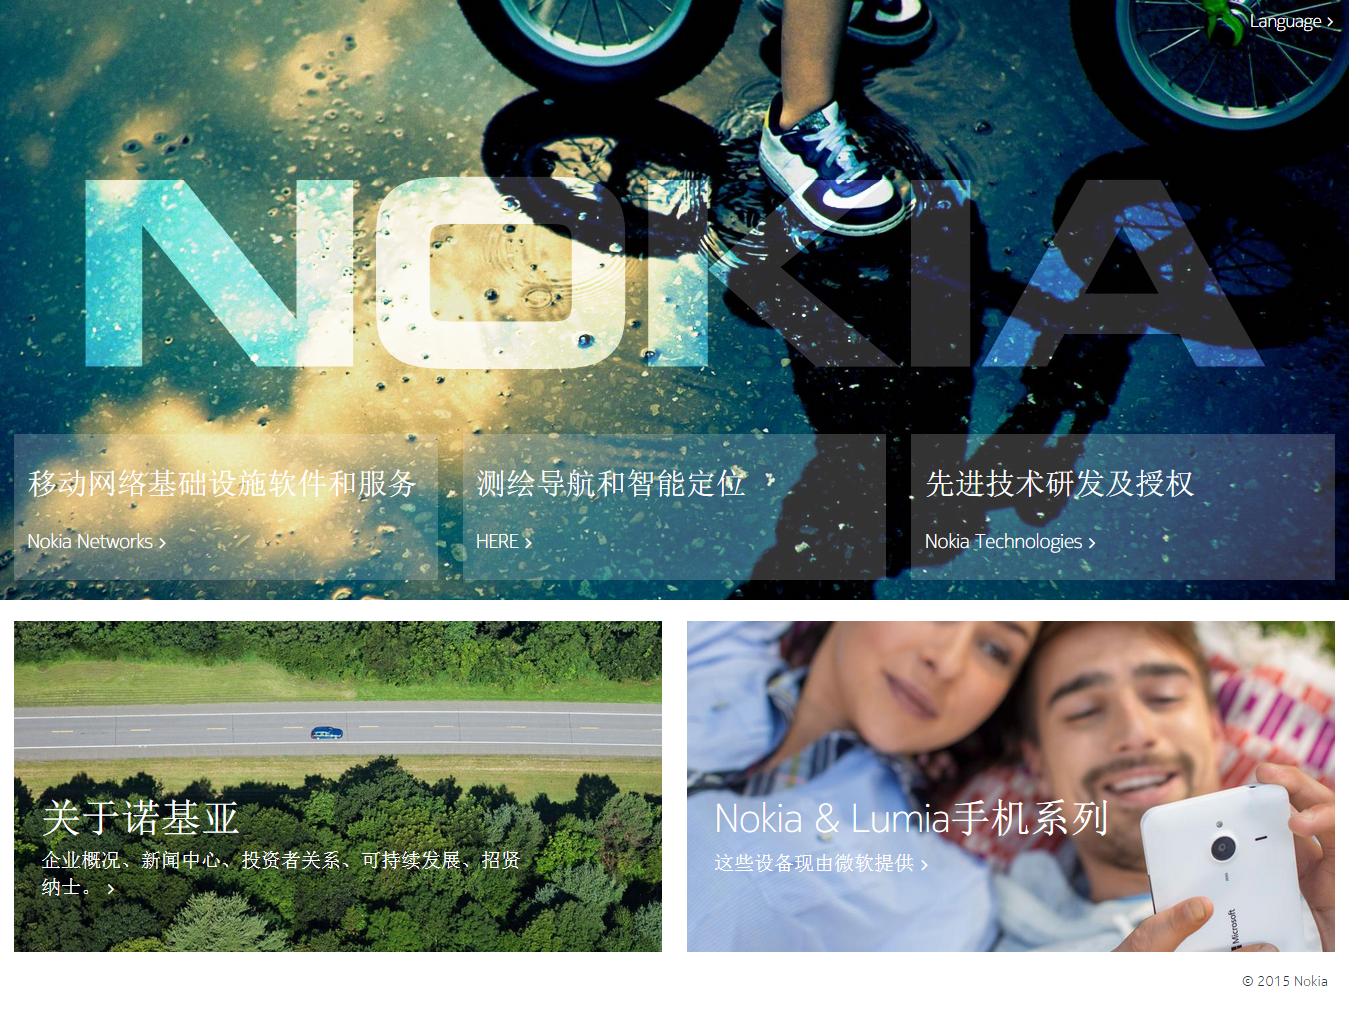 Language >
NOKIA
移动网络基础设施软件和服务
Nokia Networks >
测绘导航和智能定位
HERE >
先进技术研发及授权
Nokia Technologies >
关于诺基亚
企业概况、新闻中心、投资者关系、可持续发展、招贤
纳士。 >
Nokia & Lumia手机系列
这些设备现由微软提供 >
Microsoft
© 2015 Nokia